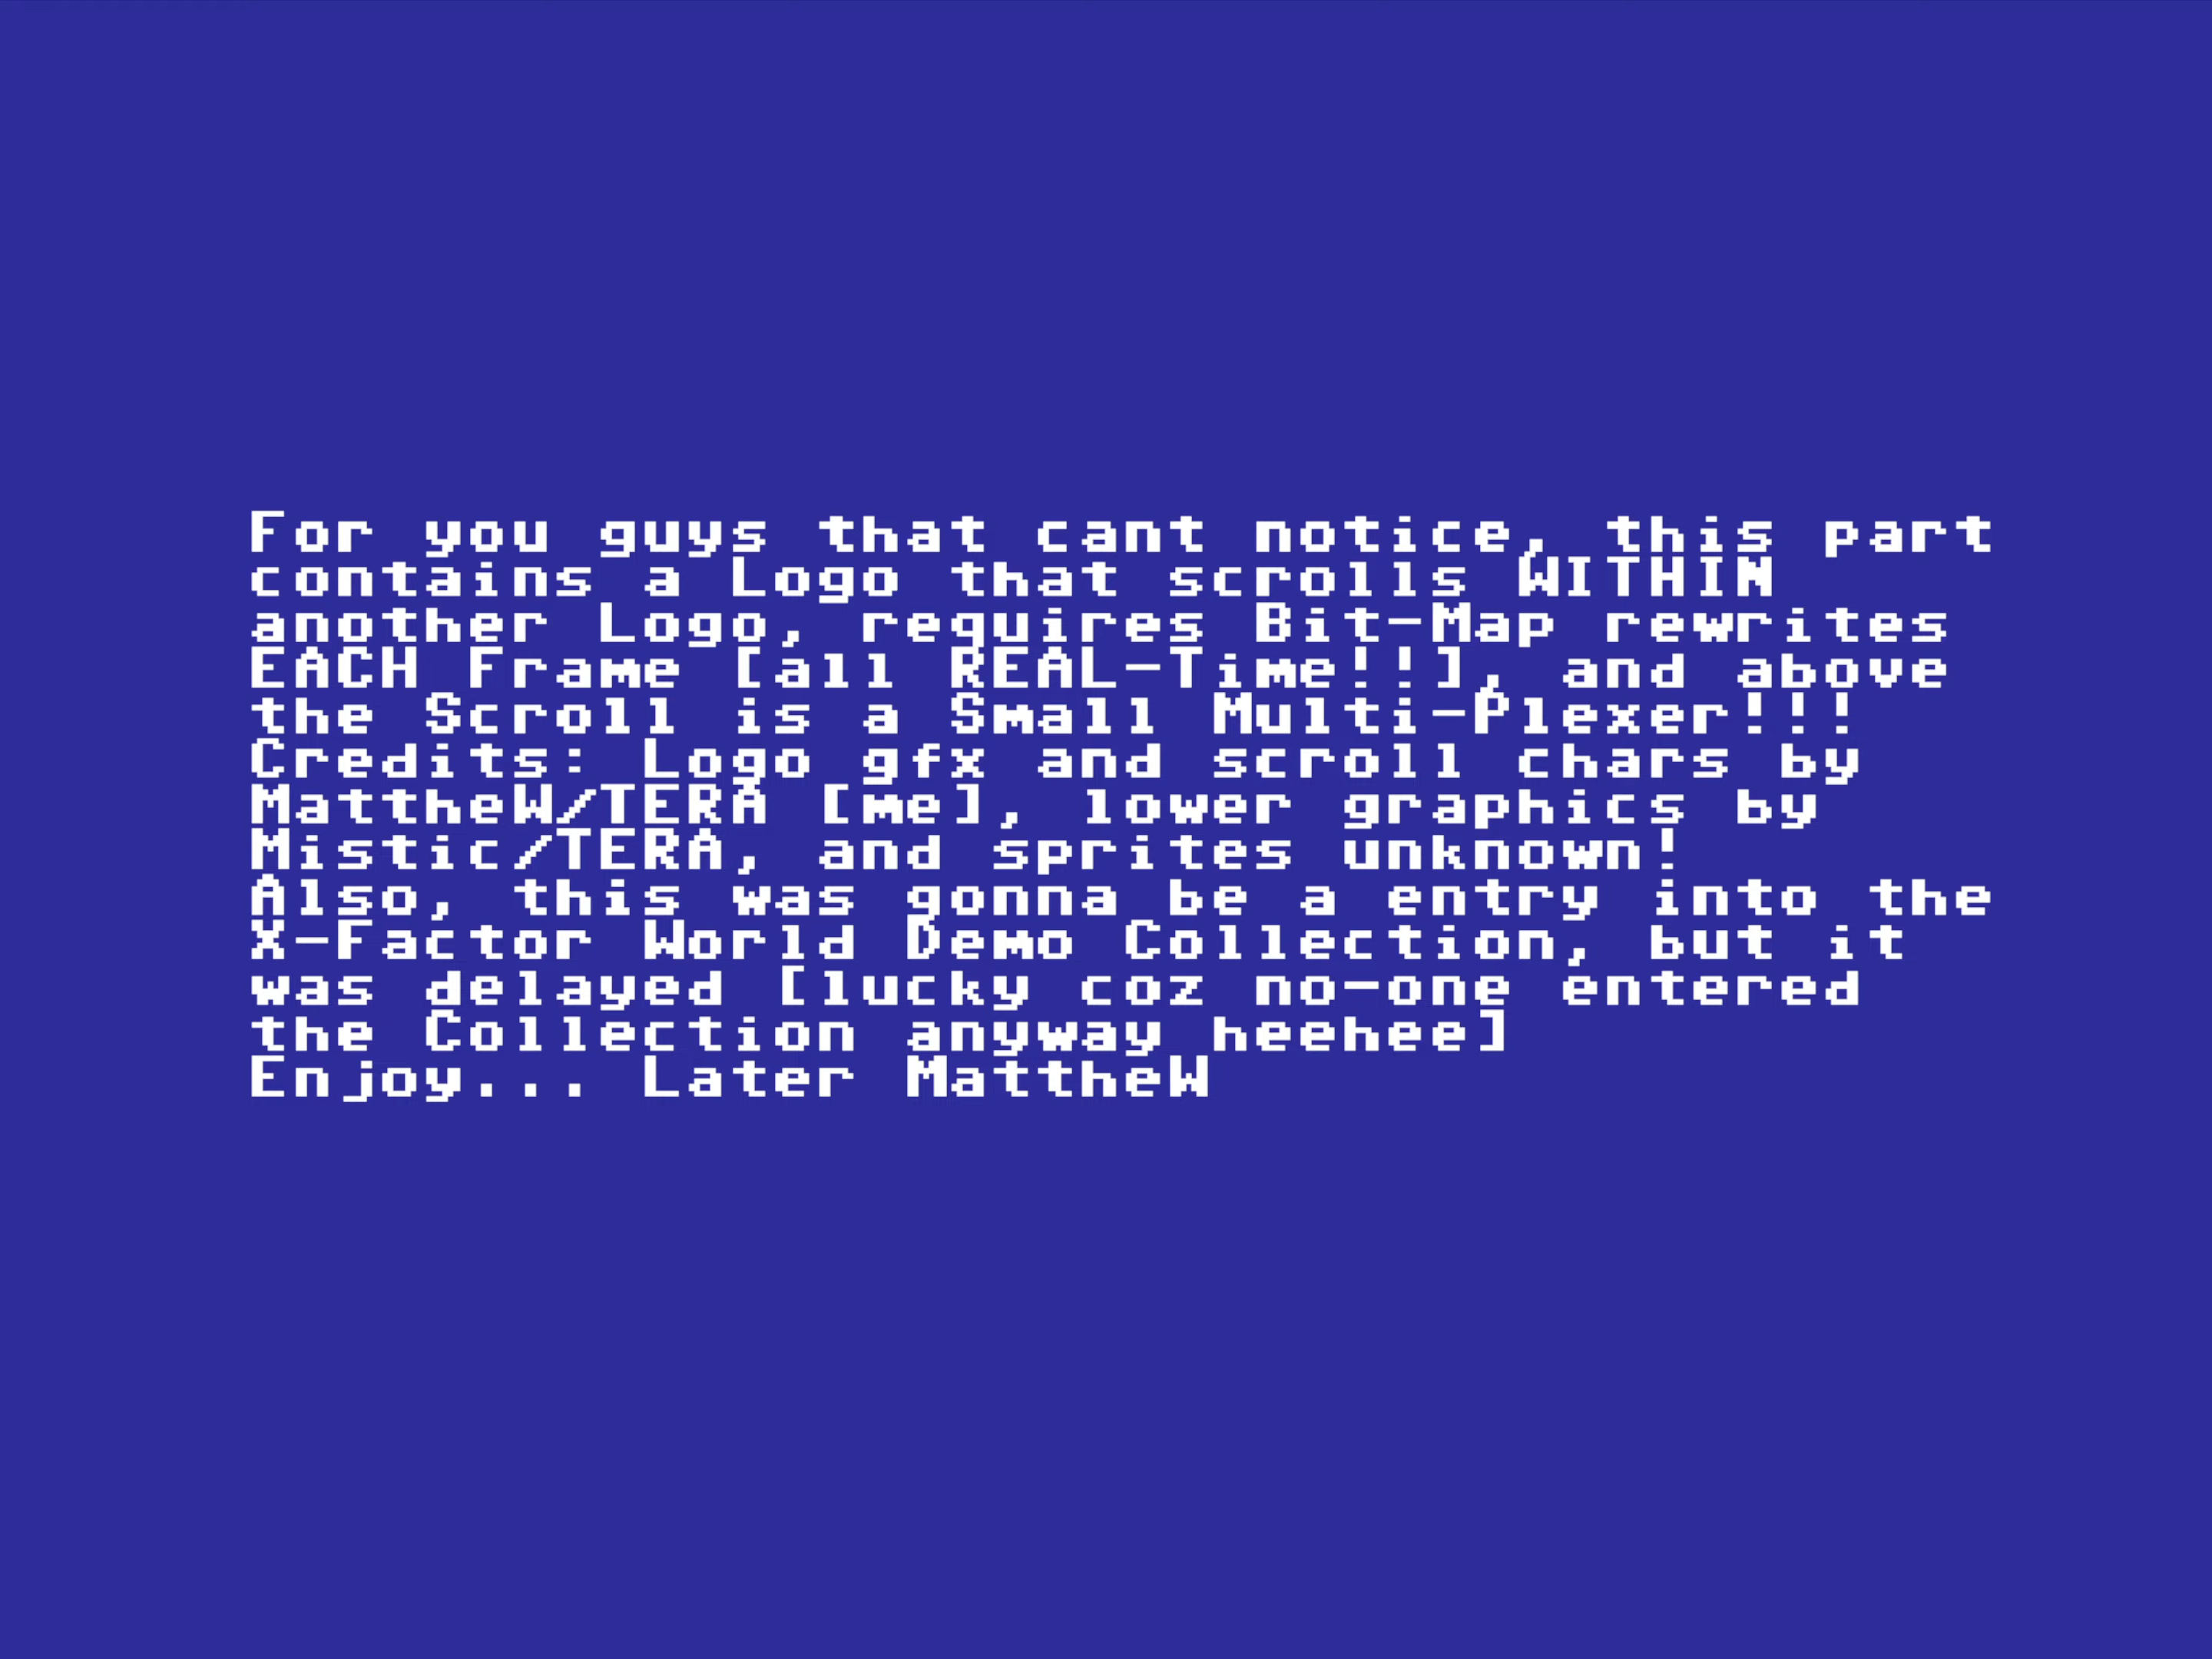 For you guys that cant notice, this part
contains a Logo that scrolls WITHIN
another Logo, requires Bit-Map rewrites
EACH Frame [all REAL-Time!!], and above
the Scroll is a Small Multi-Plexer!!!
Credits: Logo gfx and scroll chars by
MattheW/TERA [me], lower graphics by
Mistic/TERA, and sprites unknown!
Also, this was gonna be a entry into the
X-Factor World Demo Collection, but it
was delayed [lucky coz no-one entered
the Collection anyway heehee]
Enjoy... Later MattheW